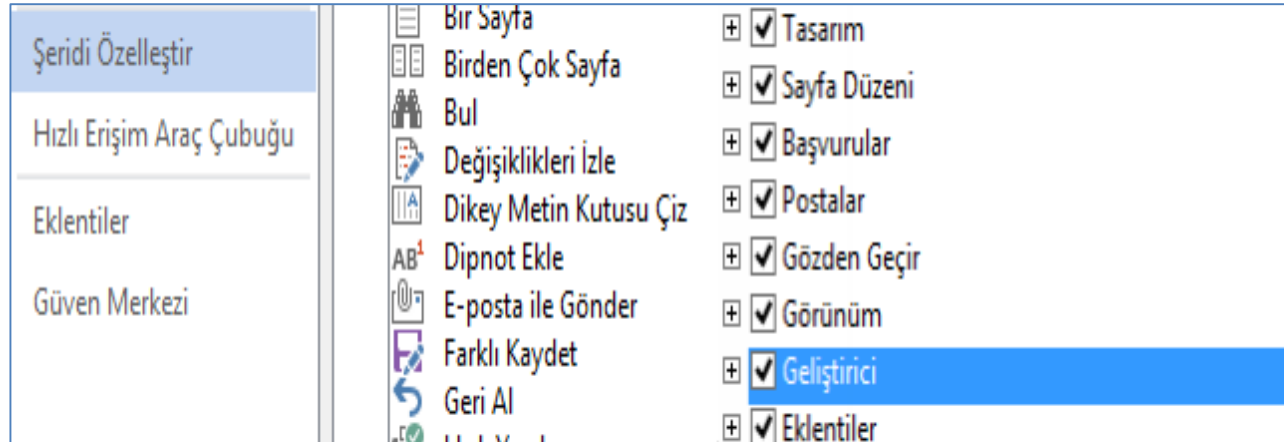 Şeridi Özelleştir
Hızlı Erişim Araç Çubuğu
Eklentiler
Güven Merkezi
Bir Sayfa
Birden Çok Sayfa
Bul
Değişiklikleri İzle
Dikey Metin Kutusu Çiz
AB¹ Dipnot Ekle
E-posta ile Gönder
Farklı Kaydet
Geri Al
Tasarım
Sayfa Düzeni
Başvurular
Postalar
Gözden Geçir
Görünüm
Geliştirici
Eklentiler